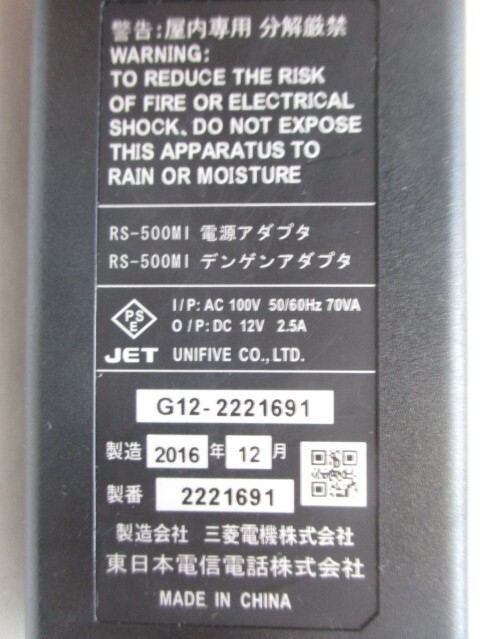 警告:屋内専用 分解厳禁
WARNING:
TO REDUCE THE RISK
OF FIRE OR ELECTRICAL
SHOCK、DO NOT EXPOSE
THIS APPARATUS TO
RAIN OR MOISTURE
RS-500MI 電源アダプタ
RS-500MI デンゲンアダプタ
PS
E
I/P: AC 100V 50/60Hz 70VA
O/P: DC 12V 2.5A
JET UNIFIVE CO.,LTD.
G12-2221691
製造 2016 年 12 月
製番 2221691
製造会社 三菱電機株式会社
東日本電信電話株式会社
MADE IN CHINA